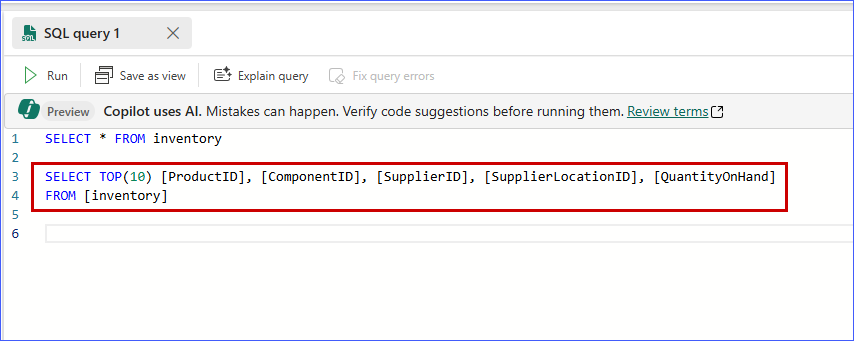 SQL query 1
Run Save as view Explain query Fix query errors
Preview Copilot uses AI. Mistakes can happen. Verify code suggestions before running them. Review terms
1 SELECT * FROM inventory
2
3 SELECT TOP(10) [ProductID], [ComponentID], [SupplierID], [SupplierLocationID], [QuantityOnHand]
4 FROM [inventory]
5
6